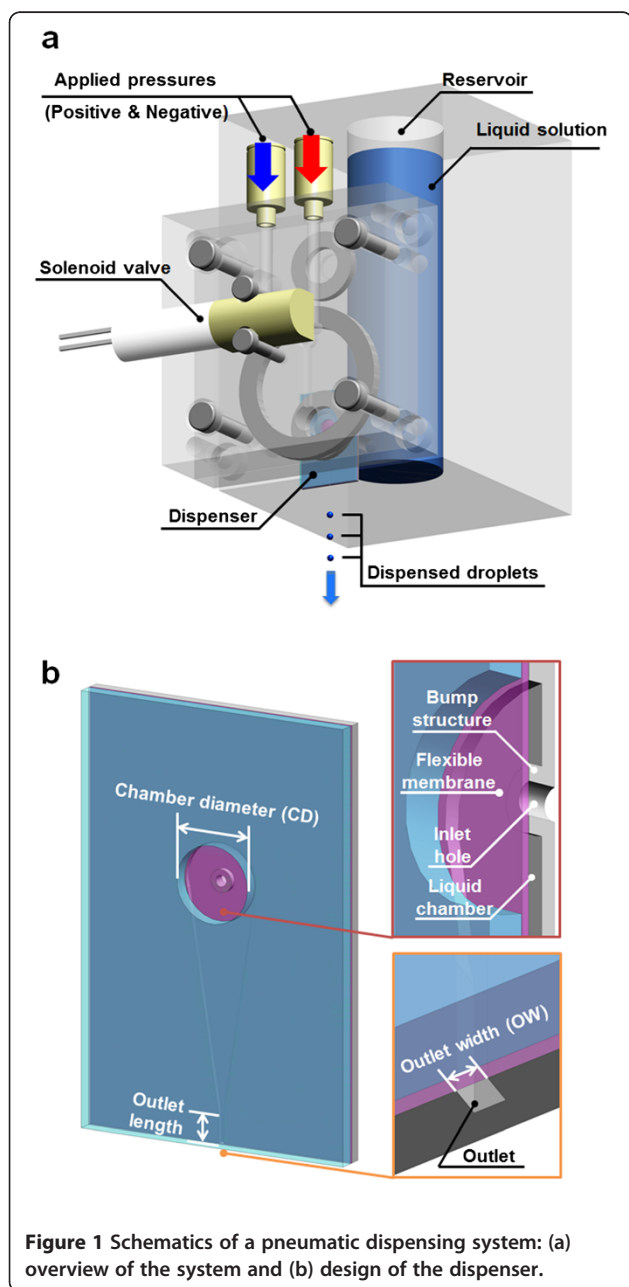 a
Applied pressures
(Positive & Negative)
Reservoir
Liquid solution
Solenoid valve
Dispenser
Dispensed droplets
b
Chamber diameter (CD)
Outlet
length
Bump
structure
Flexible
membrane
Inlet
hole
Liquid
chamber
Outlet width (OW)
Outlet
Figure 1 Schematics of a pneumatic dispensing system: (a)
overview of the system and (b) design of the dispenser.